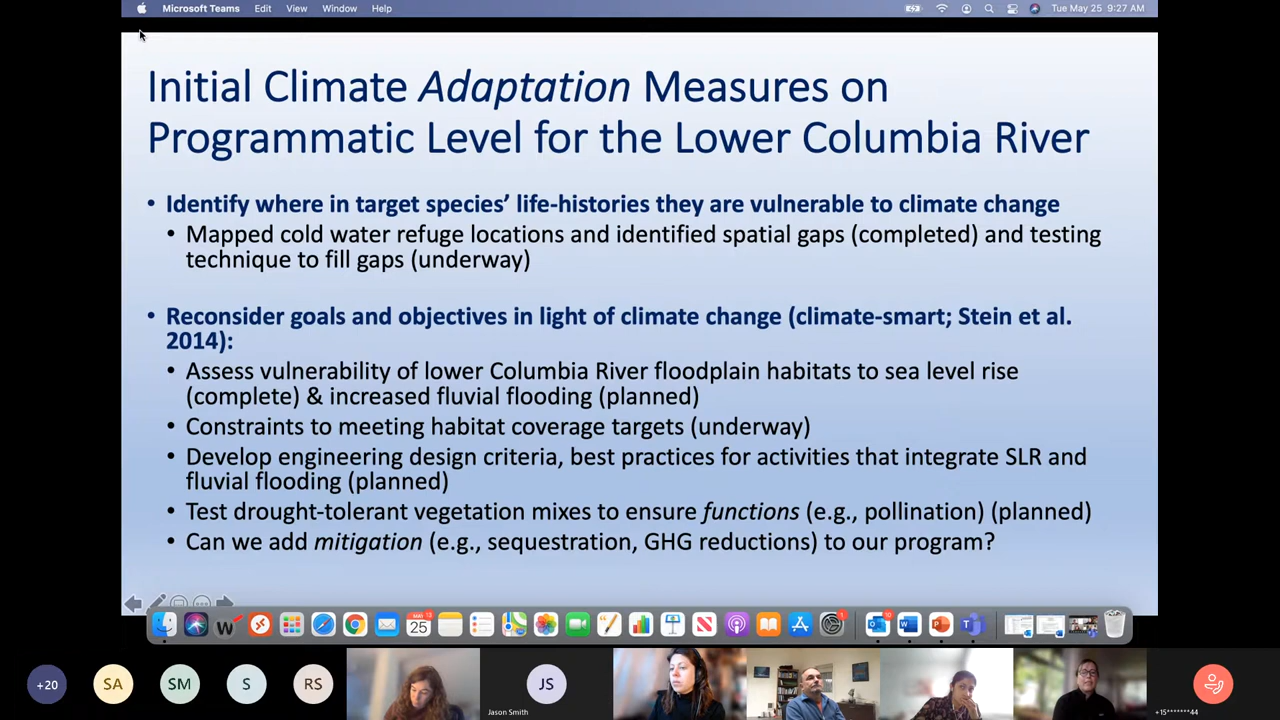 Microsoft Teams Edit View Window Help Tue May 25 9:27 AM
Initial Climate Adaptation Measures on
Programmatic Level for the Lower Columbia River
• Identify where in target species’ life-histories they are vulnerable to climate change
• Mapped cold water refuge locations and identified spatial gaps (completed) and testing
technique to fill gaps (underway)
• Reconsider goals and objectives in light of climate change (climate-smart; Stein et al.
2014):
• Assess vulnerability of lower Columbia River floodplain habitats to sea level rise
(complete) & increased fluvial flooding (planned)
• Constraints to meeting habitat coverage targets (underway)
• Develop engineering design criteria, best practices for activities that integrate SLR and
fluvial flooding (planned)
• Test drought-tolerant vegetation mixes to ensure functions (e.g., pollination) (planned)
• Can we add mitigation (e.g., sequestration, GHG reductions) to our program?
25
+20 SA SM S RS JS
Jason Smith
+15*******44